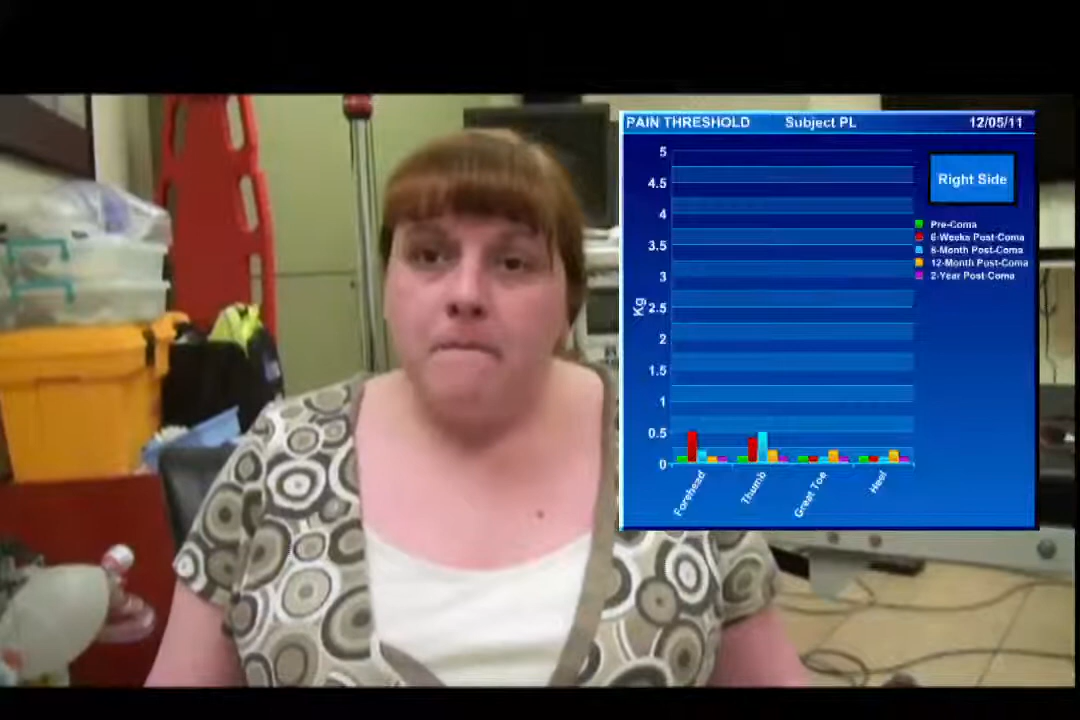 PAIN THRESHOLD Subject PL 12/05/11
Right Side
5
4.5
4
3.5
3
2.5
2
1.5
1
0.5
0
Kg
Pre-Coma
6-Weeks Post-Coma
6-Month Post-Coma
12-Month Post-Coma
2-Year Post-Coma
Forehead
Thumb
Great Toe
Heel